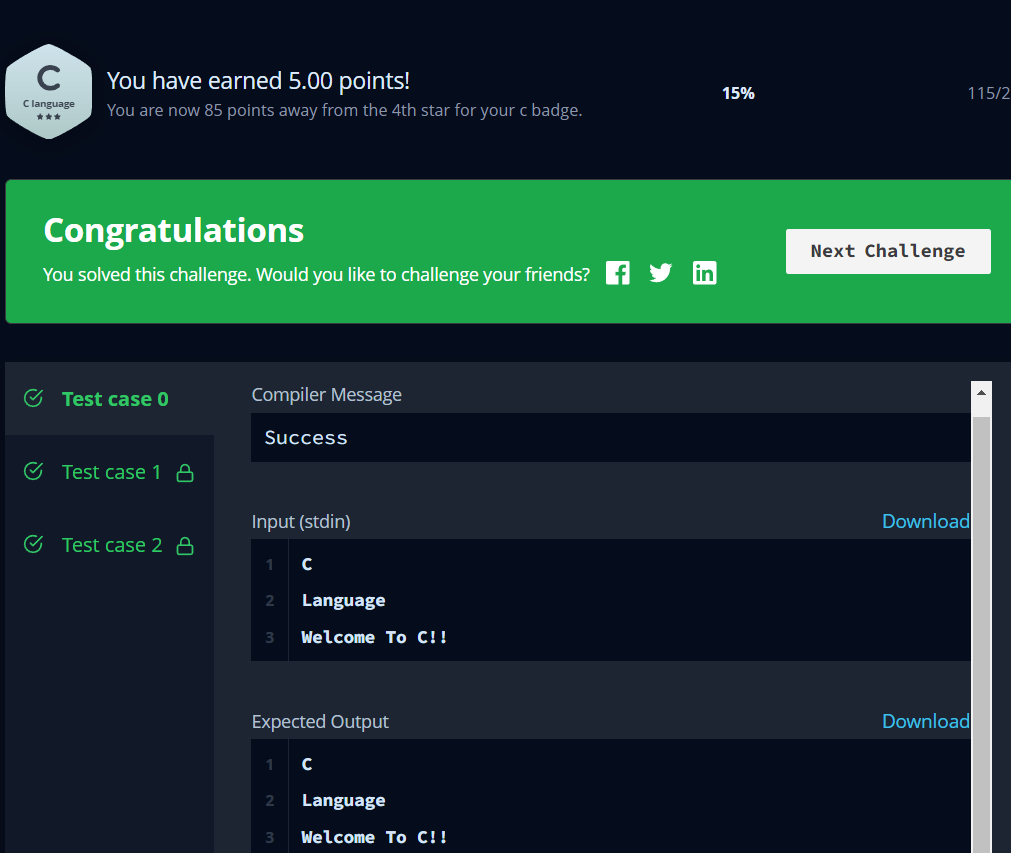 C
C language
★★★
You have earned 5.00 points!
You are now 85 points away from the 4th star for your c badge.
15%
115/2
Congratulations
You solved this challenge. Would you like to challenge your friends?
Next Challenge
Test case 0
Test case 1
Test case 2
Compiler Message
Success
Input (stdin)
Download
1 C
2 Language
3 Welcome To C!!
Expected Output
Download
1 C
2 Language
3 Welcome To C!!